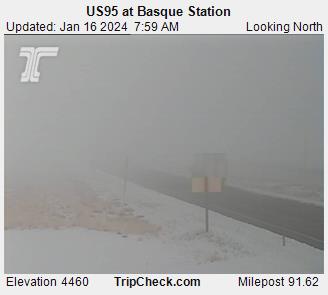 US95 at Basque Station
Updated: Jan 16 2024 7:59 AM Looking North
Elevation 4460 TripCheck.com Milepost 91.62